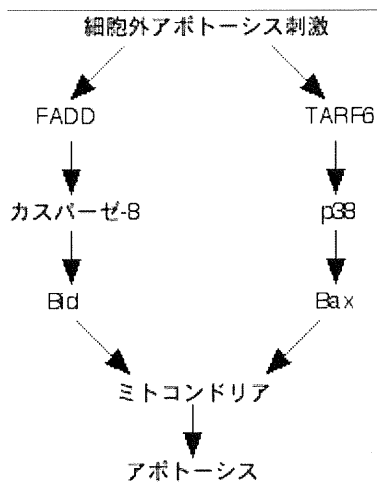 細胞外アポトーシス刺激
FADD TARF6
カスパーゼ-8 p38
Bid Bax
ミトコンドリア
アポトーシス